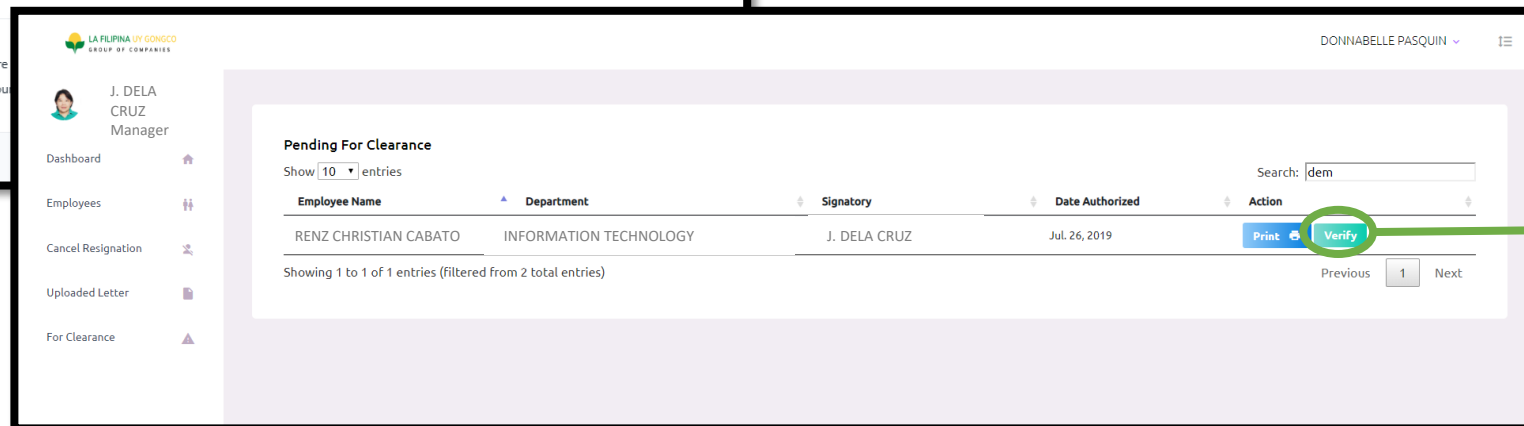 LA FILIPINA UY GONGCO
GROUP OF COMPANIES
DONNABELLE PASQUIN
J. DELA
CRUZ
Manager
Dashboard
Employees
Cancel Resignation
Uploaded Letter
For Clearance
Pending For Clearance
Show 10 entries
Search: dem
Employee Name Department Signatory Date Authorized Action
RENZ CHRISTIAN CABATO INFORMATION TECHNOLOGY J. DELA CRUZ Jul. 26, 2019 Print Verify
Showing 1 to 1 of 1 entries (filtered from 2 total entries)
Previous 1 Next